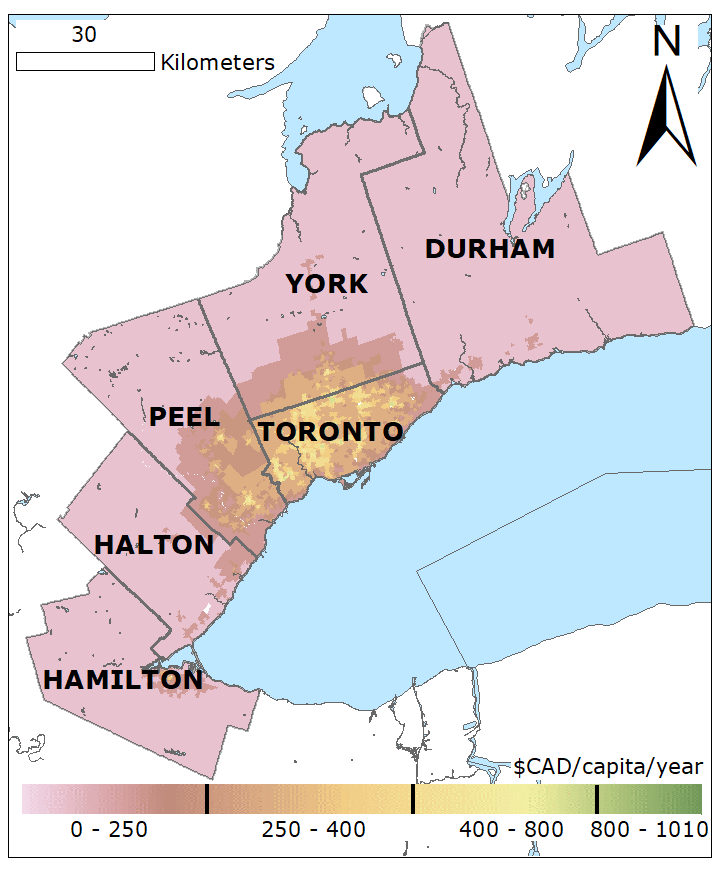 30
Kilometers
N
DURHAM
YORK
PEEL
TORONTO
HALTON
HAMILTON
$CAD/capita/year
0 - 250 250 - 400 400 - 800 800 - 1010